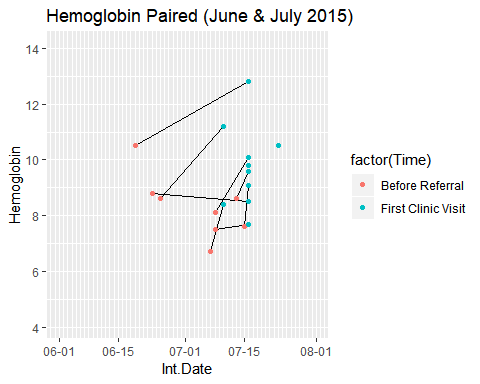 Hemoglobin Paired (June & July 2015)
14
12
10
8
6
4
Hemoglobin
06-01
06-15
07-01
07-15
08-01
Int.Date
factor(Time)
Before Referral
First Clinic Visit